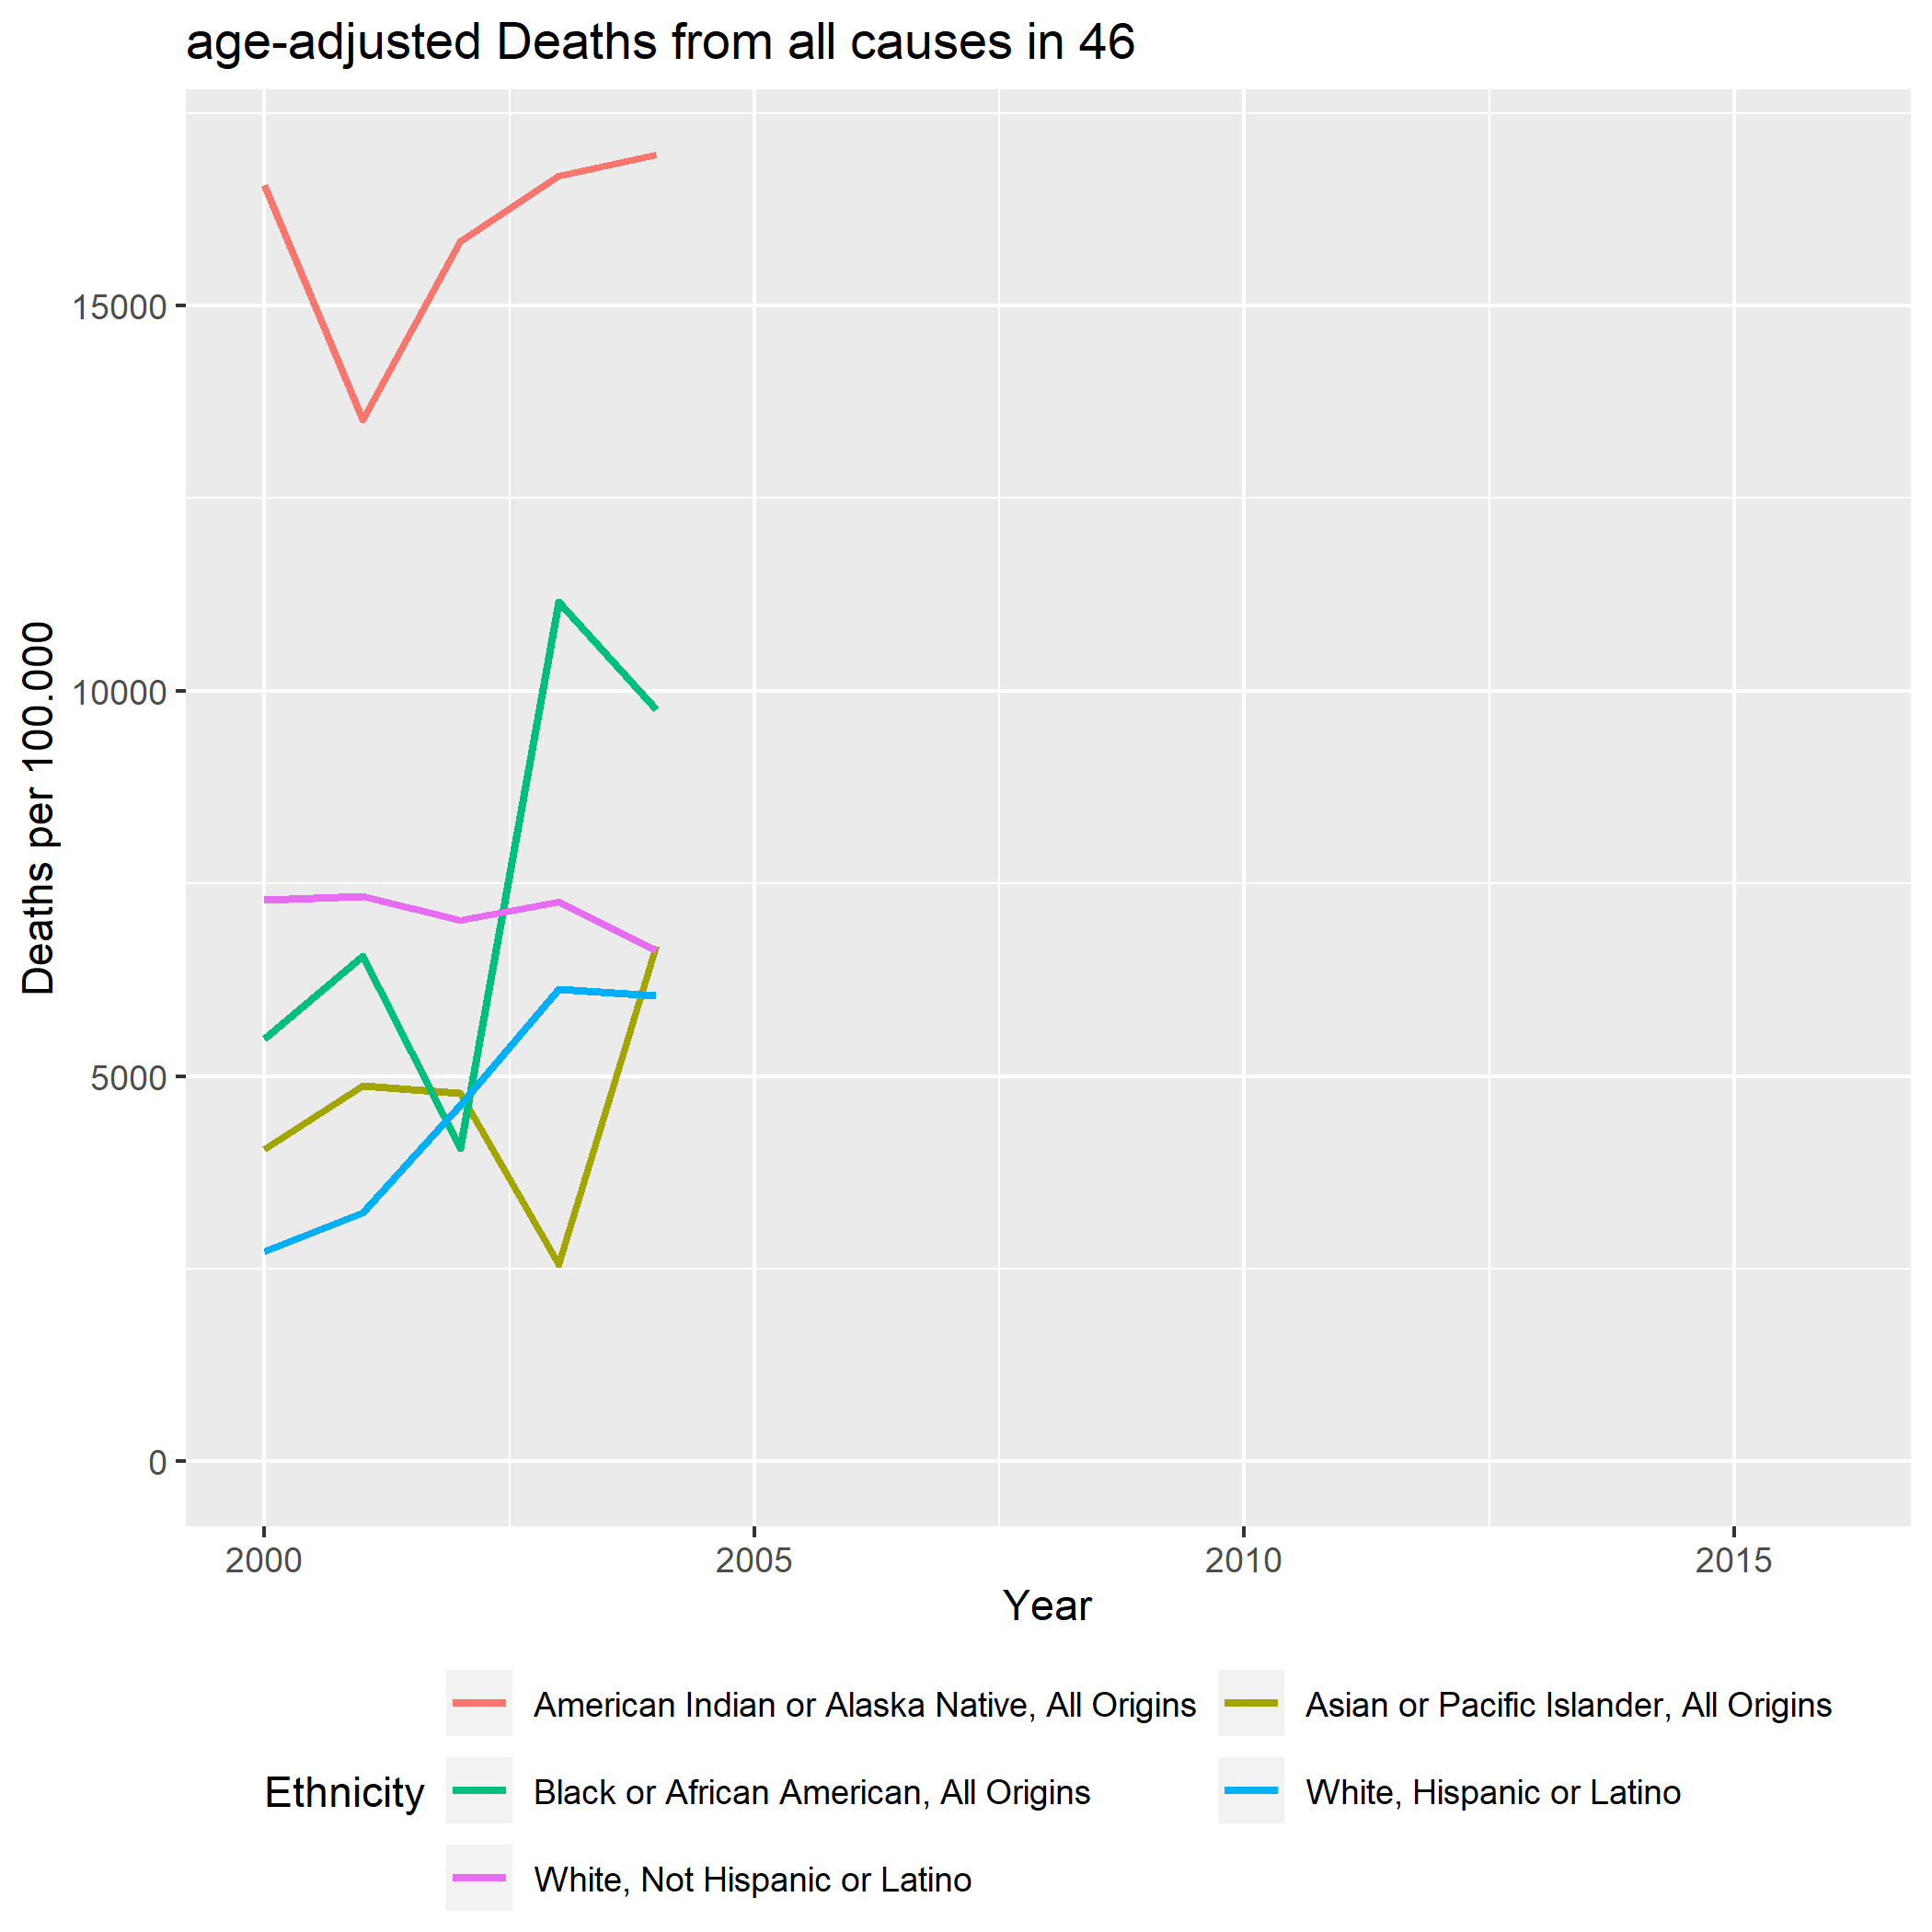 age-adjusted Deaths from all causes in 46
Deaths per 100.000
15000
10000
5000
0
2000 2005 2010 2015
Year
Ethnicity
American Indian or Alaska Native, All Origins
Asian or Pacific Islander, All Origins
Black or African American, All Origins
White, Hispanic or Latino
White, Not Hispanic or Latino